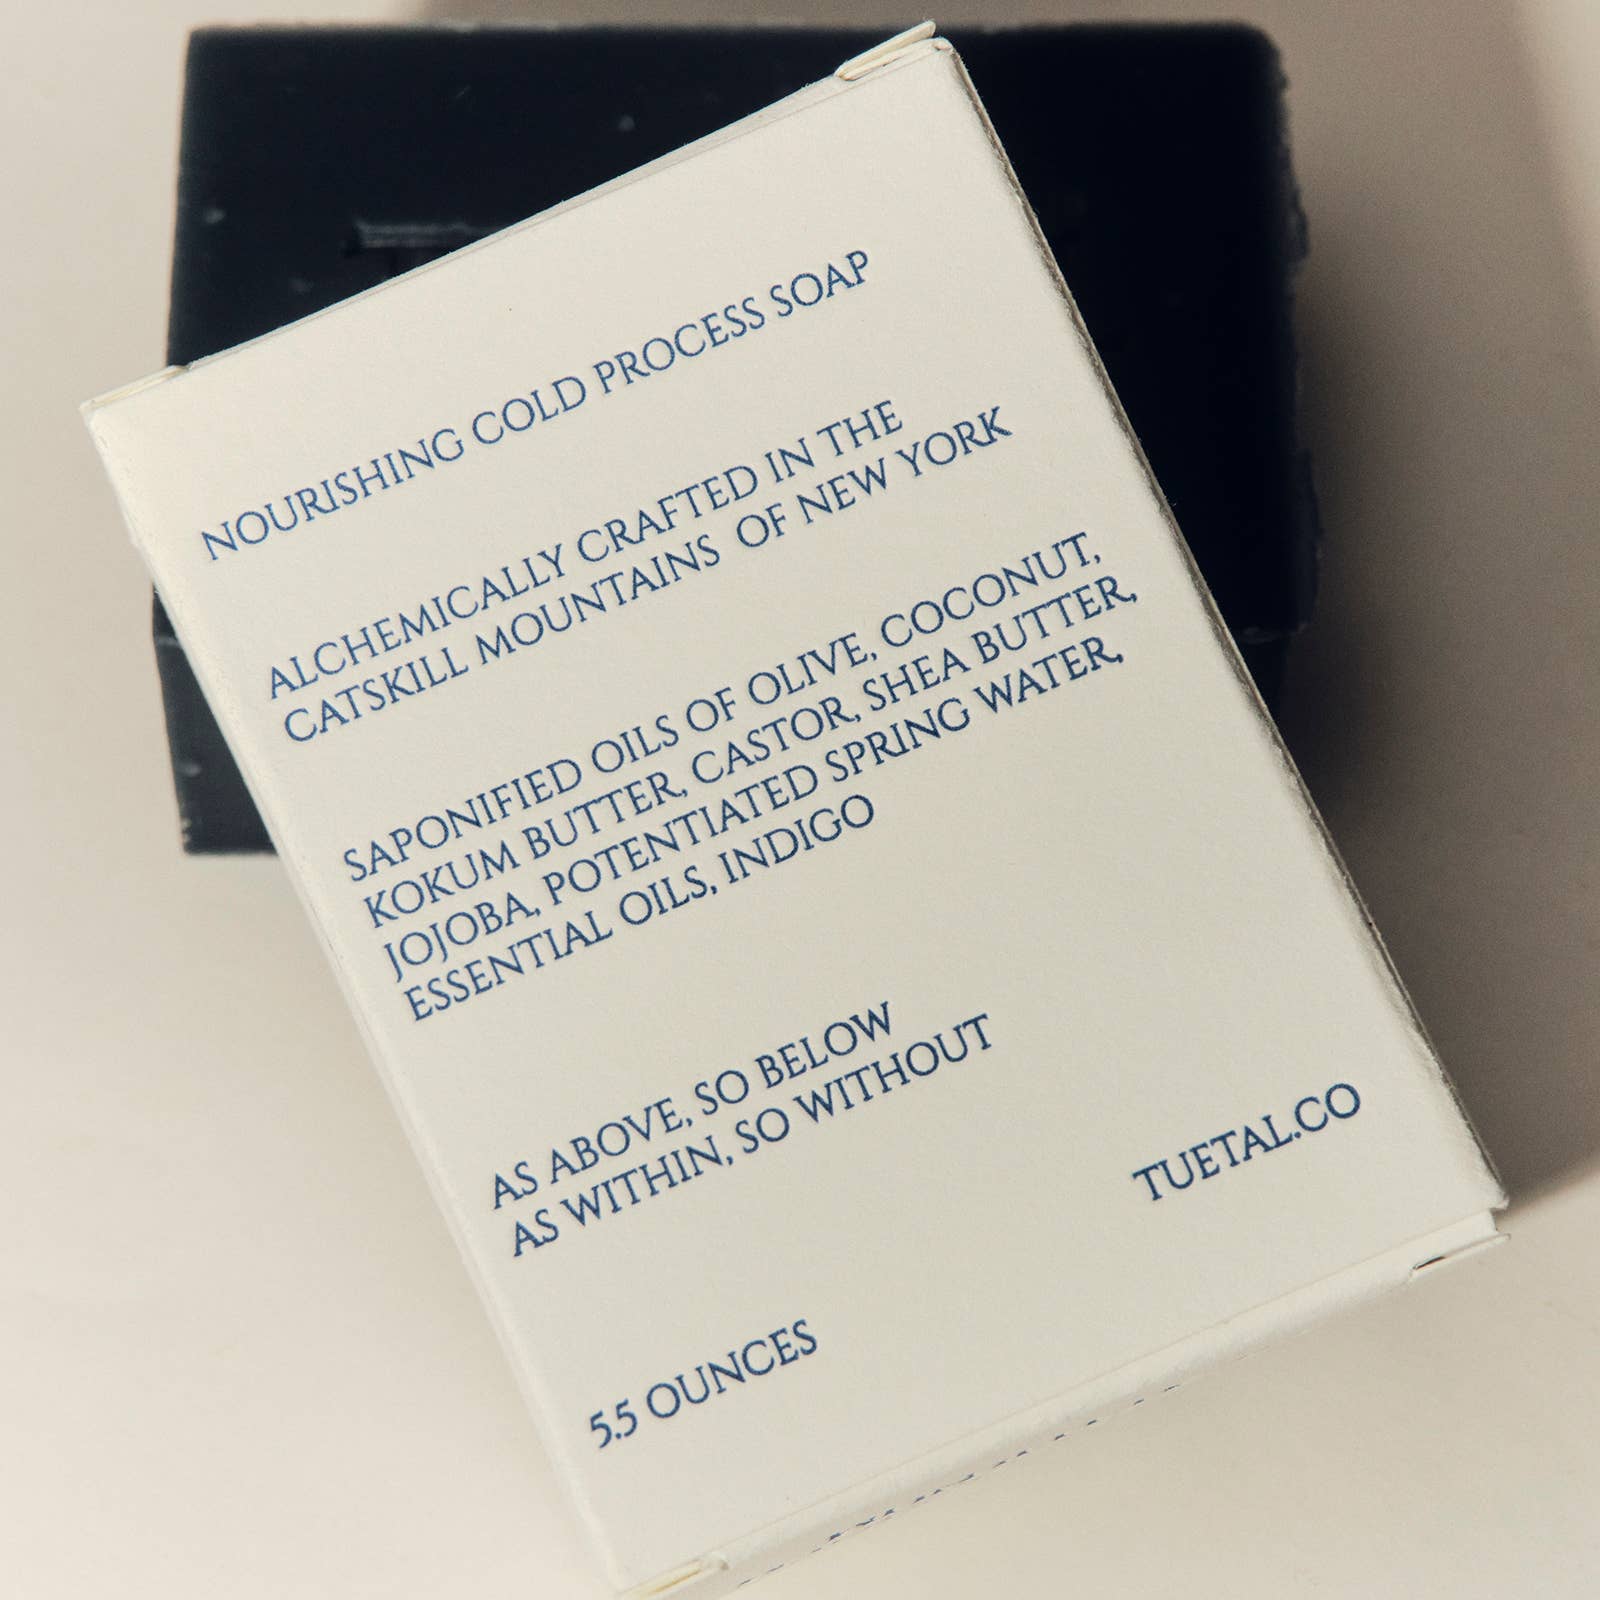 NOURISHING COLD PROCESS SOAP
ALCHEMICALLY CRAFTED IN THE
CATSKILL MOUNTAINS OF NEW YORK
SAPONIFIED OILS OF OLIVE, COCONUT,
KOKUM BUTTER, CASTOR, SHEA BUTTER,
JOJOBA, POTENTIATED SPRING WATER,
ESSENTIAL OILS, INDIGO
AS ABOVE, SO BELOW
AS WITHIN, SO WITHOUT
TUETAL.CO
5.5 OUNCES